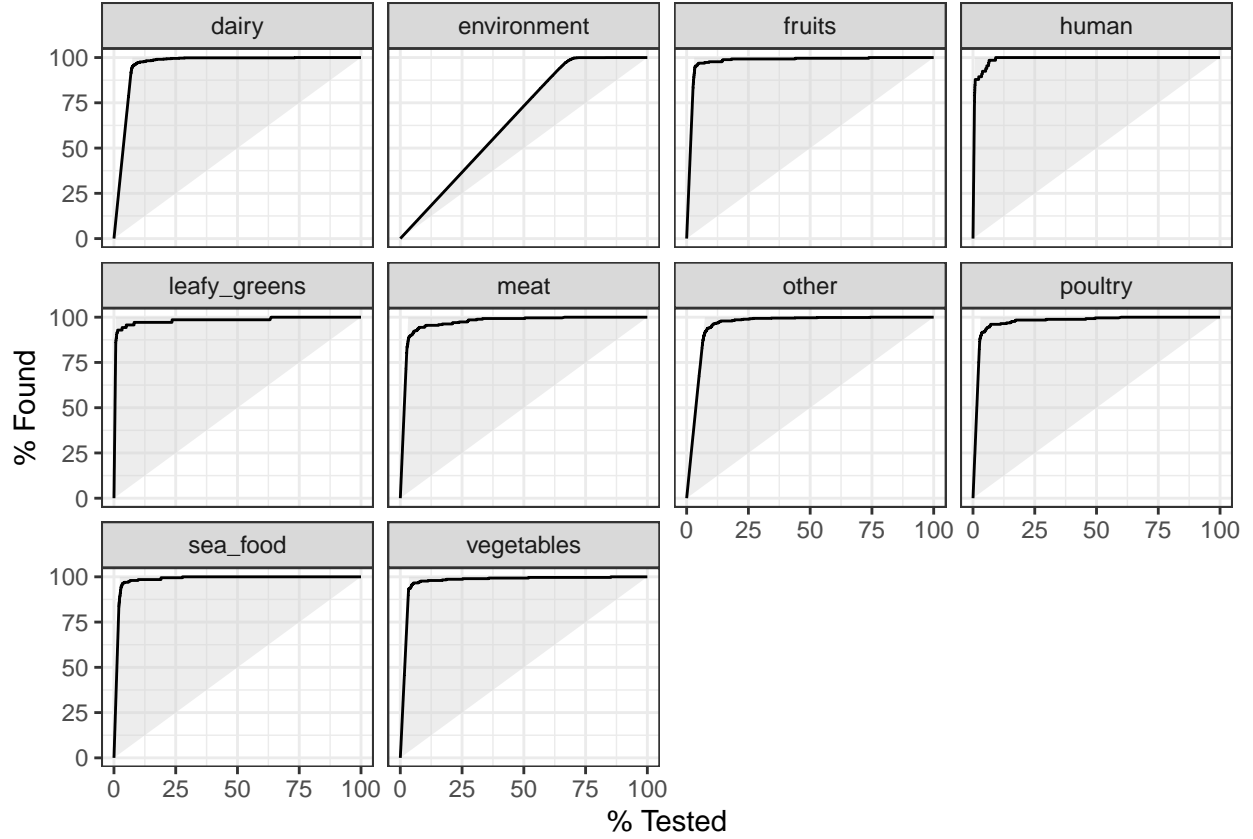 dairy environment fruits human
100
75
50
25
0
leafy_greens meat other poultry
100
75
50
25
0
0 25 50 75 100 0 25 50 75 100
sea_food vegetables
100
75
50
25
0
0 25 50 75 100 0 25 50 75 100
% Tested
% Found